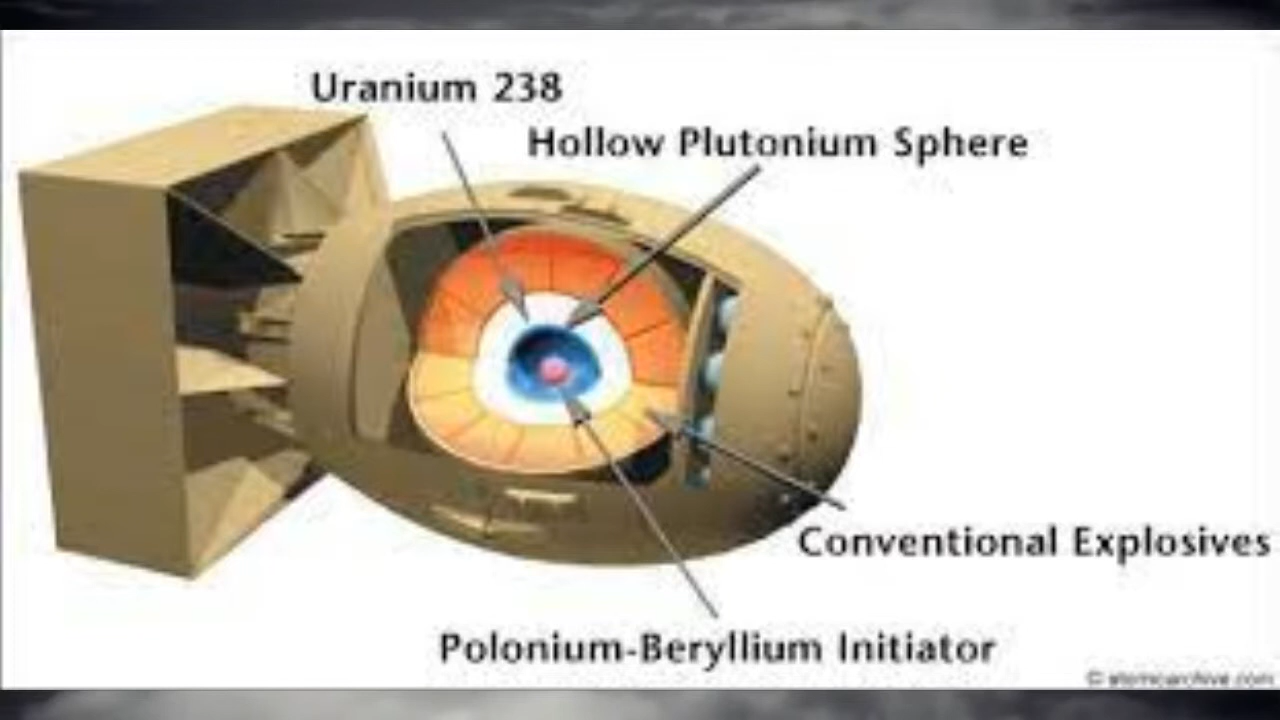 Uranium 238
Hollow Plutonium Sphere
Conventional Explosives
Polonium-Beryllium Initiator
© atomicarchive.com